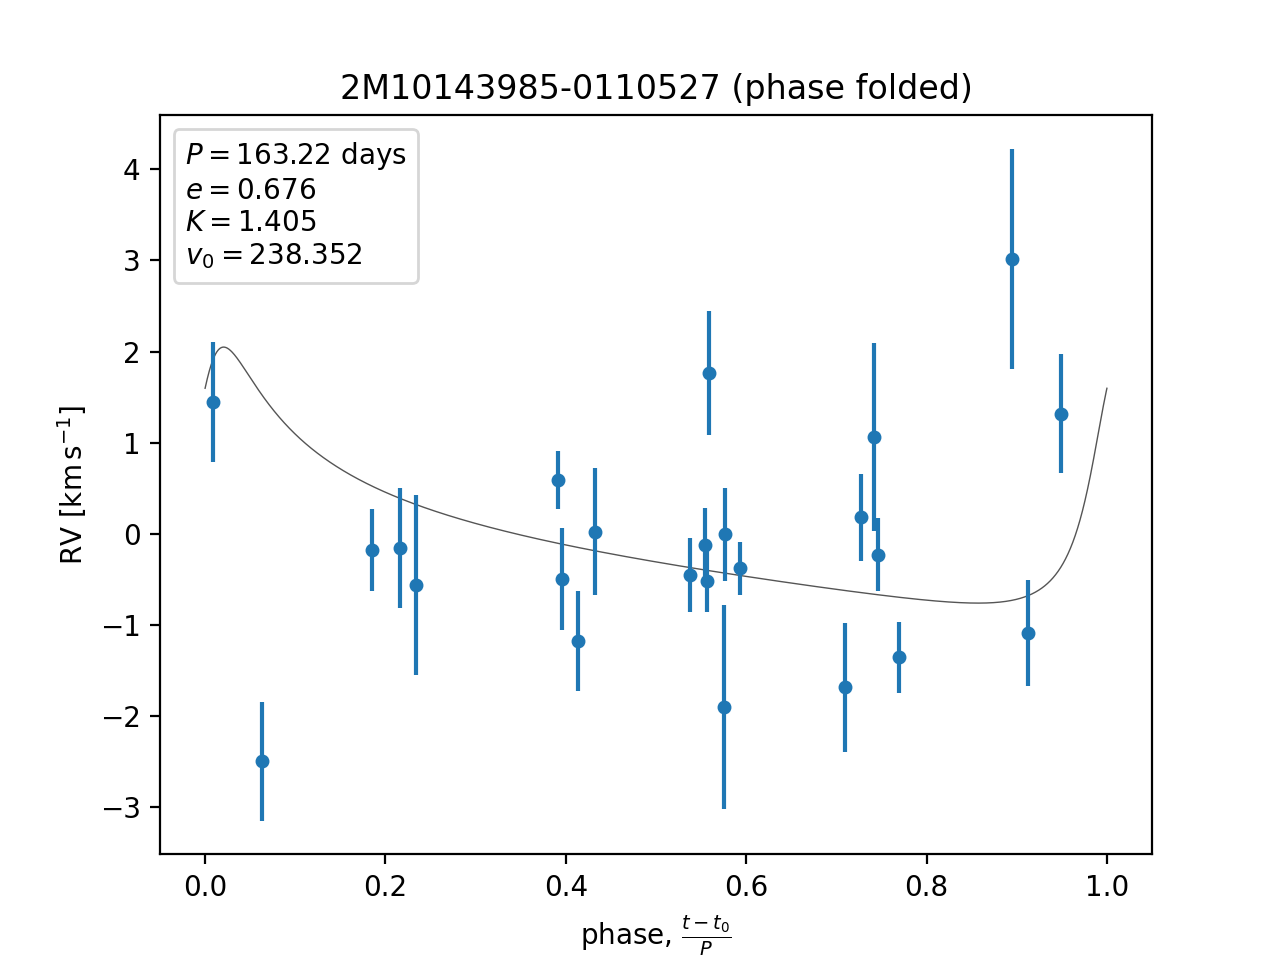 2M10143985-0110527 (phase folded)
P = 163.22 days
e = 0.676
K = 1.405
v₀ = 238.352
4
3
2
1
0
−1
−2
−3
RV [km s⁻¹]
0.0 0.2 0.4 0.6 0.8 1.0
phase, (t − t₀)/P